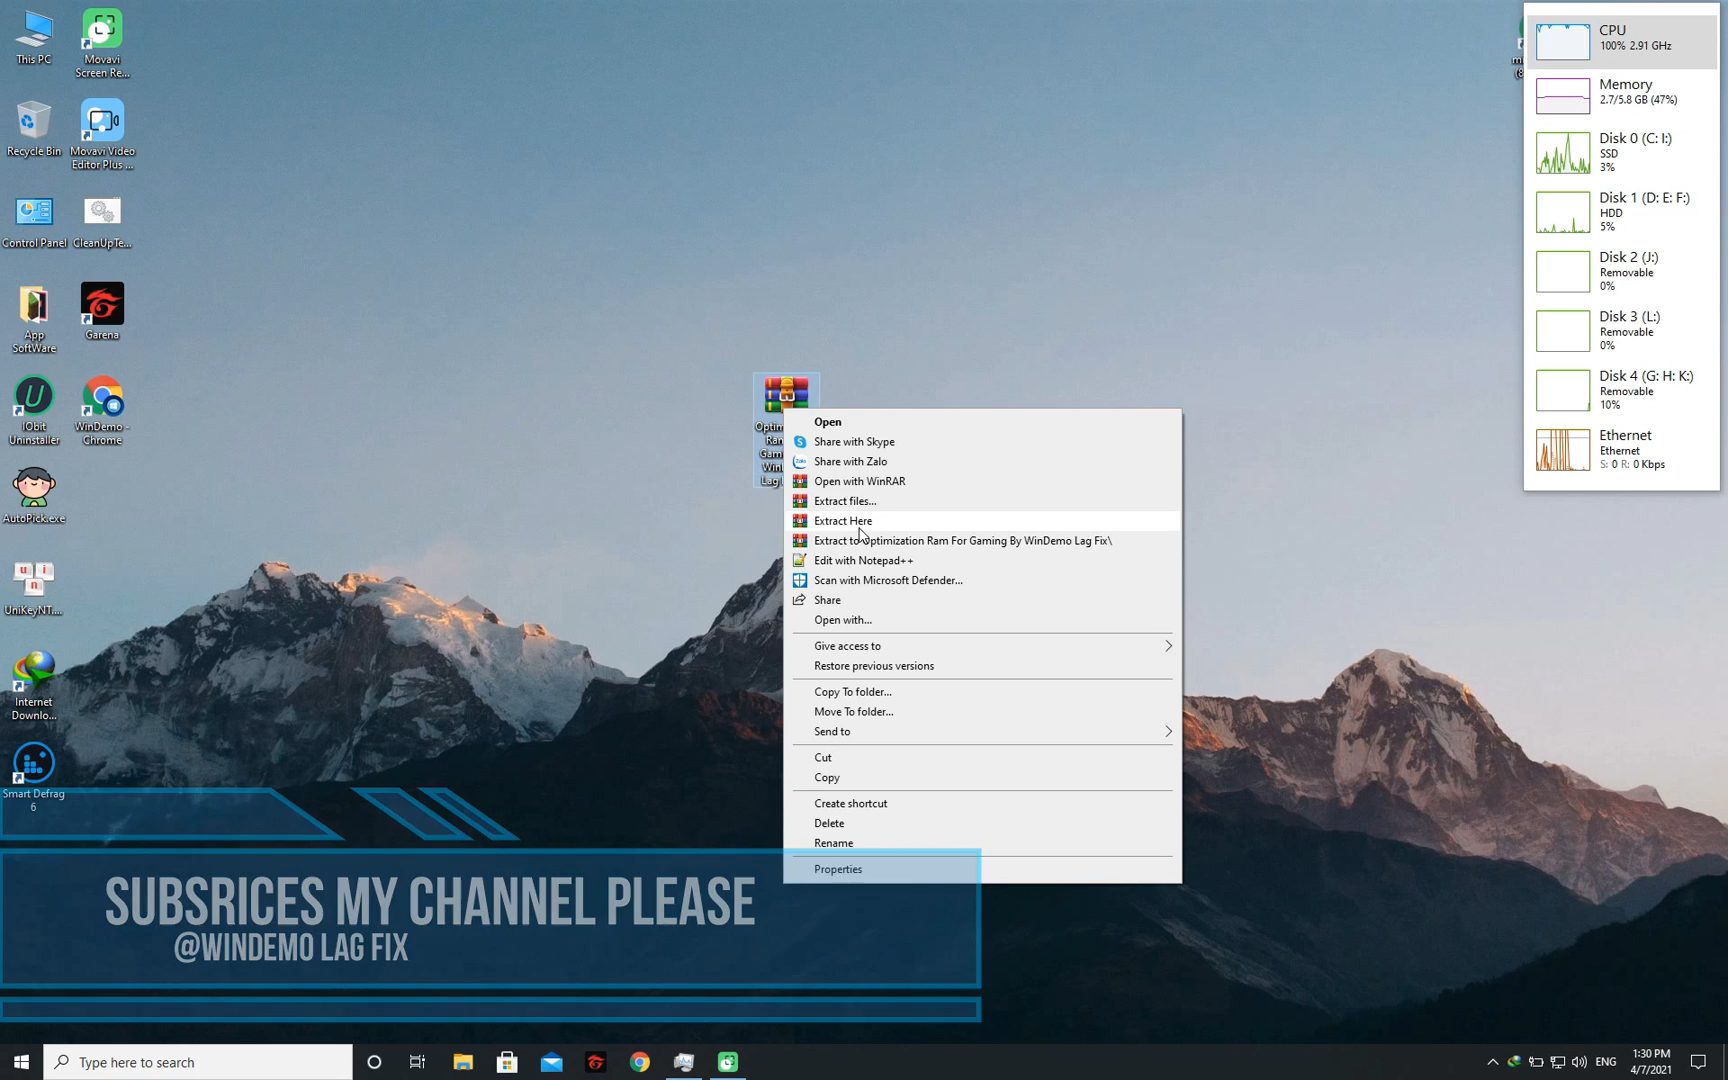 This PC
Movavi
Screen Re...
Recycle Bin
Movavi Video
Editor Plus ...
Control Panel
CleanUpTe...
App
SoftWare
Garena
IObit
Uninstaller
WinDemo -
Chrome
AutoPick.exe
UniKeyNT....
Internet
Downlo...
Smart Defrag
6
Open
Share with Skype
Share with Zalo
Open with WinRAR
Extract files...
Extract Here
Extract to Optimization Ram For Gaming By WinDemo Lag Fix\
Edit with Notepad++
Scan with Microsoft Defender...
Share
Open with...
Give access to
Restore previous versions
Copy To folder...
Move To folder...
Send to
Cut
Copy
Create shortcut
Delete
Rename
Properties
CPU
100% 2.91 GHz
Memory
2.7/5.8 GB (47%)
Disk 0 (C: I:)
SSD
3%
Disk 1 (D: E: F:)
HDD
5%
Disk 2 (J:)
Removable
0%
Disk 3 (L:)
Removable
0%
Disk 4 (G: H: K:)
Removable
10%
Ethernet
Ethernet
S: 0 R: 0 Kbps
SUBSRICES MY CHANNEL PLEASE
@WINDEMO LAG FIX
Type here to search
ENG
1:30 PM
4/7/2021